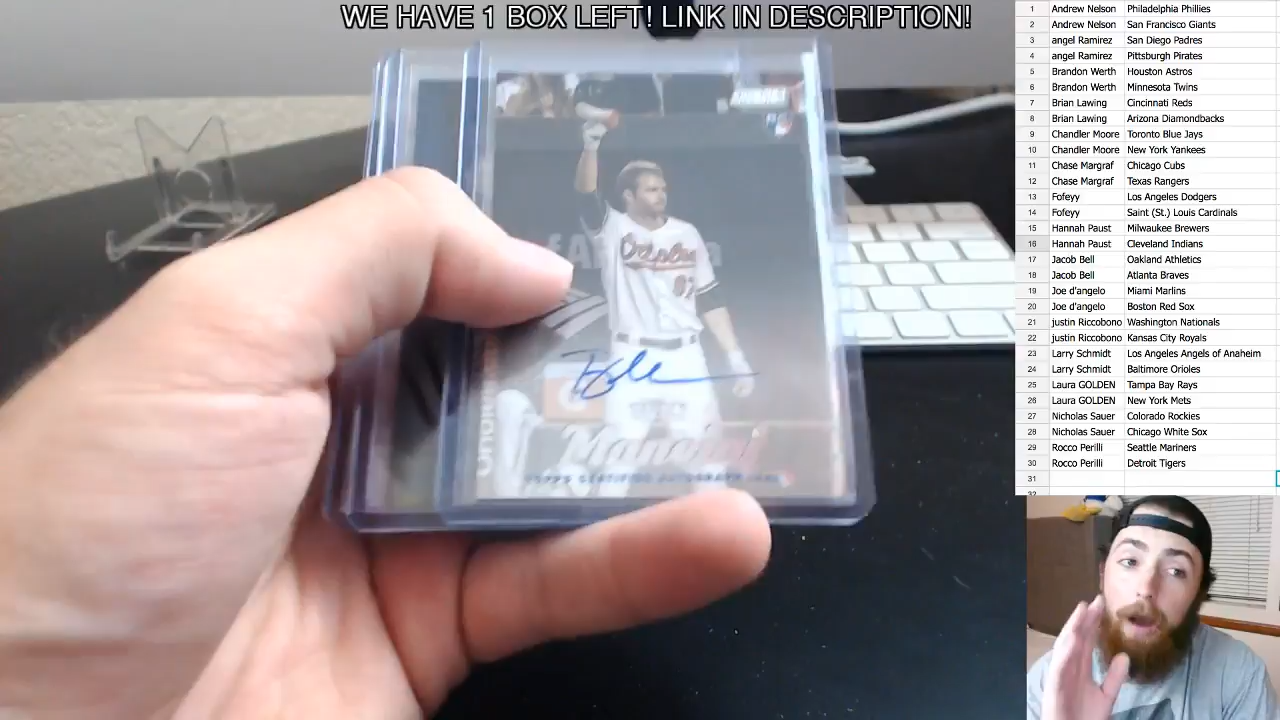 WE HAVE 1 BOX LEFT! LINK IN DESCRIPTION!
1 Andrew Nelson Philadelphia Phillies
2 Andrew Nelson San Francisco Giants
3 angel Ramirez San Diego Padres
4 angel Ramirez Pittsburgh Pirates
5 Brandon Werth Houston Astros
6 Brandon Werth Minnesota Twins
7 Brian Lawing Cincinnati Reds
8 Brian Lawing Arizona Diamondbacks
9 Chandler Moore Toronto Blue Jays
10 Chandler Moore New York Yankees
11 Chase Margraf Chicago Cubs
12 Chase Margraf Texas Rangers
13 Fofeyy Los Angeles Dodgers
14 Fofeyy Saint (St.) Louis Cardinals
15 Hannah Paust Milwaukee Brewers
16 Hannah Paust Cleveland Indians
17 Jacob Bell Oakland Athletics
18 Jacob Bell Atlanta Braves
19 Joe d'angelo Miami Marlins
20 Joe d'angelo Boston Red Sox
21 justin Riccobono Washington Nationals
22 justin Riccobono Kansas City Royals
23 Larry Schmidt Los Angeles Angels of Anaheim
24 Larry Schmidt Baltimore Orioles
25 Laura GOLDEN Tampa Bay Rays
26 Laura GOLDEN New York Mets
27 Nicholas Sauer Colorado Rockies
28 Nicholas Sauer Chicago White Sox
29 Rocco Perilli Seattle Mariners
30 Rocco Perilli Detroit Tigers
31
Orioles
Mancini
TOPPS CERTIFIED AUTOGRAPH